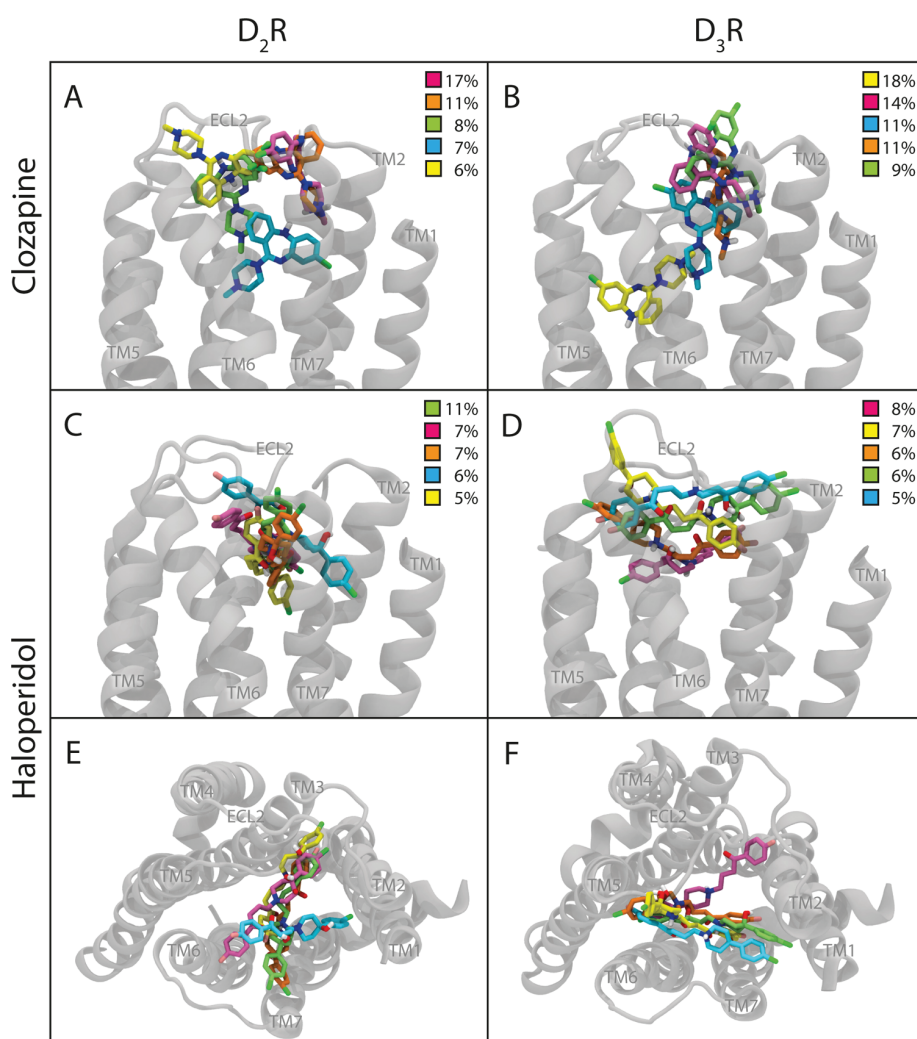 D₂R
D₃R
Clozapine
Haloperidol
A
17%
11%
8%
7%
6%
ECL2
TM2
TM1
TM5
TM6
TM7
B
18%
14%
11%
11%
9%
ECL2
TM2
TM1
TM5
TM6
TM7
C
11%
7%
7%
6%
5%
ECL2
TM2
TM1
TM5
TM6
TM7
D
8%
7%
6%
6%
5%
ECL2
TM2
TM1
TM5
TM6
TM7
E
TM4
TM3
ECL2
TM5
TM2
TM6
TM1
TM7
F
TM3
TM4
ECL2
TM5
TM2
TM1
TM6
TM7